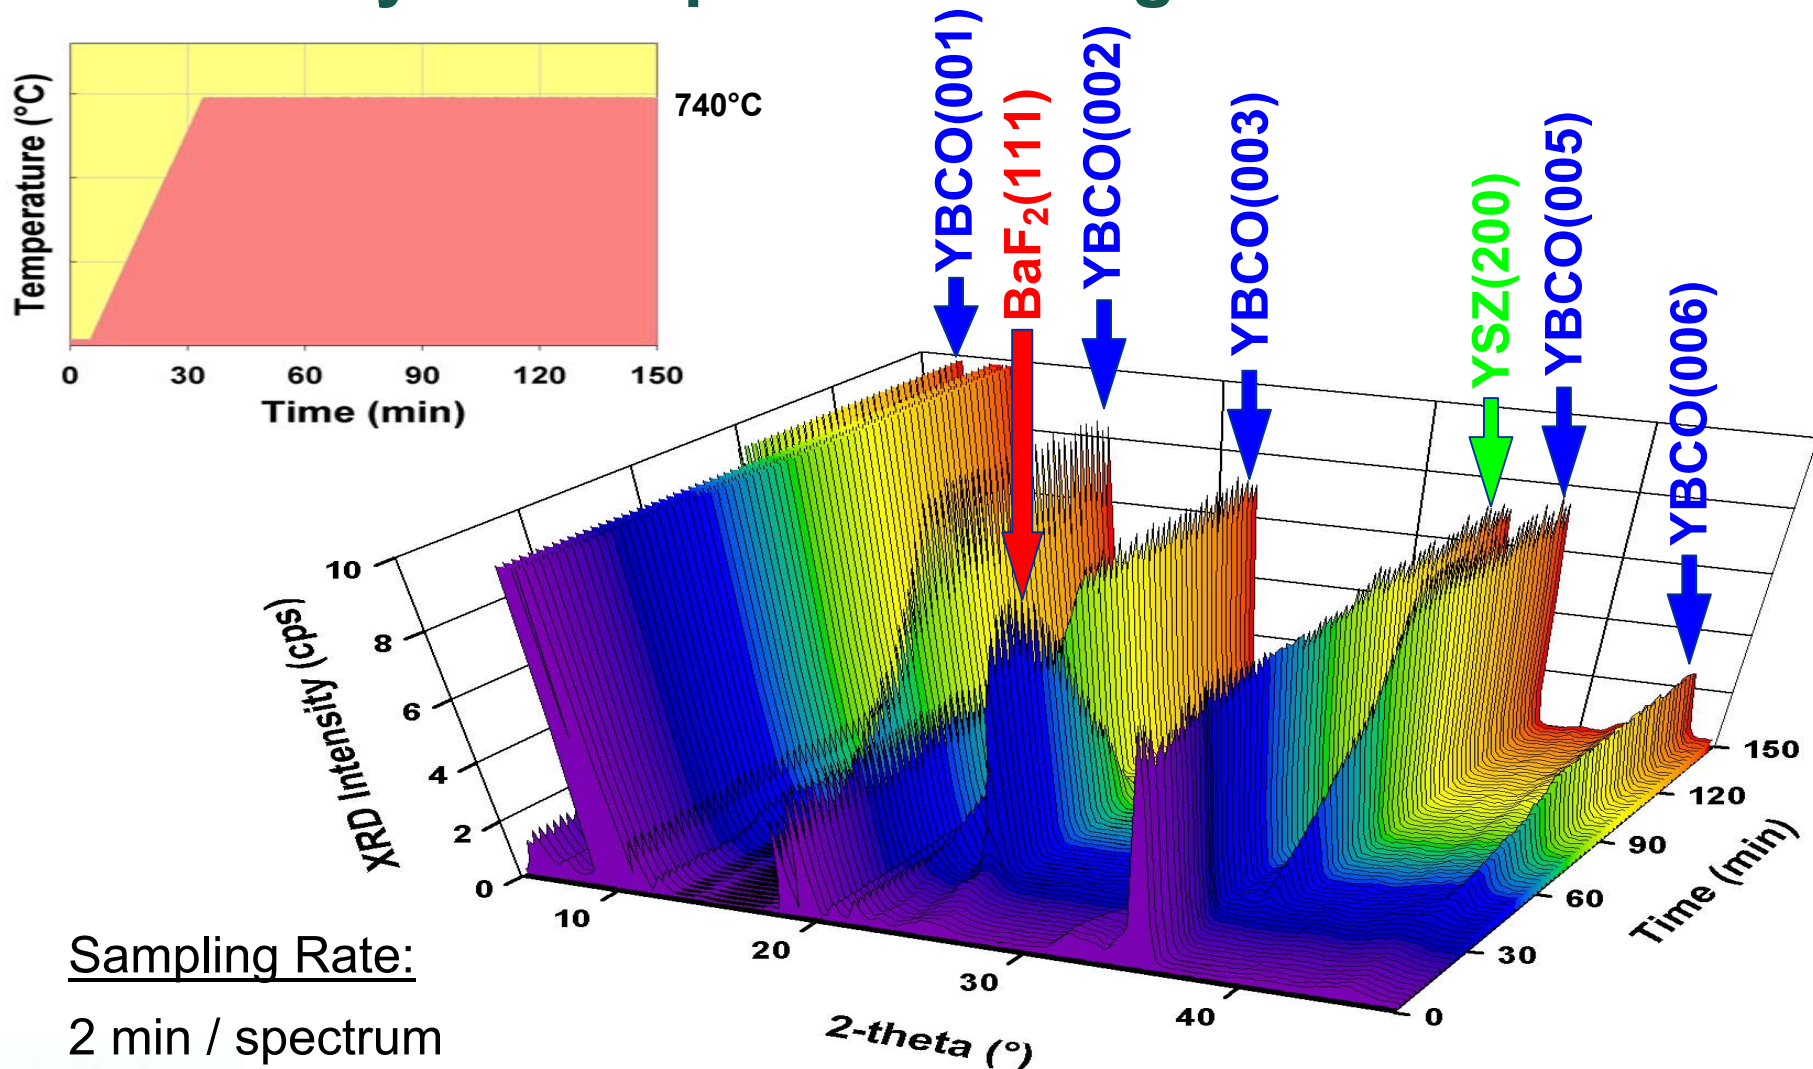 Temperature (°C)
740°C
0 30 60 90 120 150
Time (min)
YBCO(001)
BaF₂(111)
YBCO(002)
YBCO(003)
YSZ(200)
YBCO(005)
YBCO(006)
XRD Intensity (cps)
10
8
6
4
2
0
10
20
30
40
2-theta (°)
150
120
90
60
30
0
Time (min)
Sampling Rate:
2 min / spectrum